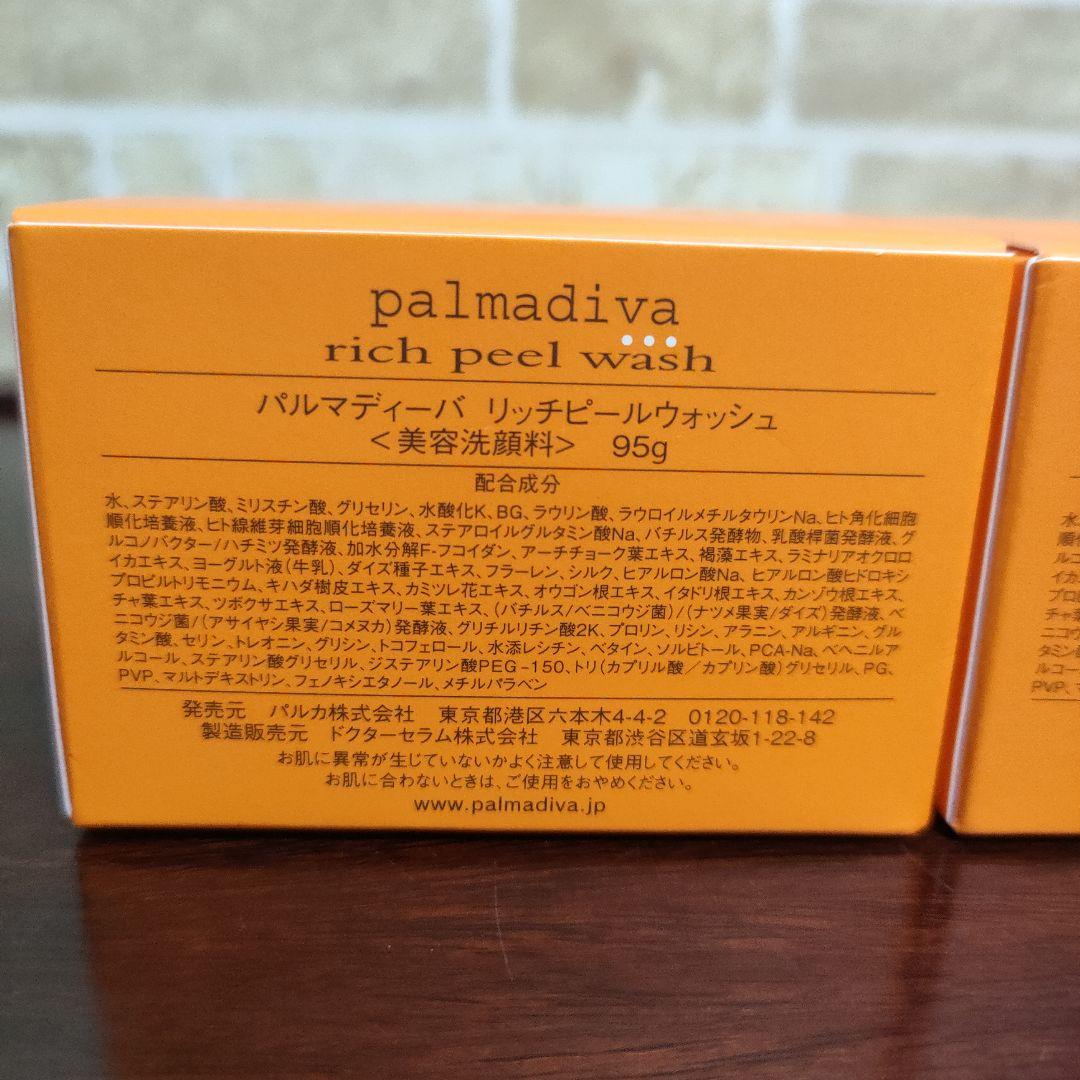 palmadiva
rich peel wash
パルマディーバ リッチピールウォッシュ
<美容洗顔料> 95g
配合成分
水、ステアリン酸、ミリスチン酸、グリセリン、水酸化K、BG、ラウリン酸、ラウロイルメチルタウリンNa、ヒト角化細胞
順化培養液、ヒト線維芽細胞順化培養液、ステアロイルグルタミン酸Na、バチルス発酵物、乳酸桿菌発酵液、グ
ルコノバクター/ハチミツ発酵液、加水分解F-フコイダン、アーチチョーク葉エキス、褐藻エキス、ラミナリアオクロロ
イカエキス、ヨーグルト液(牛乳)、ダイズ種子エキス、フラーレン、シルク、ヒアルロン酸Na、ヒアルロン酸ヒドロキシ
プロピルトリモニウム、キハダ樹皮エキス、カミツレ花エキス、オウゴン根エキス、イタドリ根エキス、カンゾウ根エキス、
チャ葉エキス、ツボクサエキス、ローズマリー葉エキス、(バチルス/ベニコウジ菌)/(ナツメ果実/ダイズ)発酵液、ベ
ニコウジ菌/(アサイヤシ果実/コメヌカ)発酵液、グリチルリチン酸2K、プロリン、リシン、アラニン、アルギニン、グル
タミン酸、セリン、トレオニン、グリシン、トコフェロール、水添レシチン、ベタイン、ソルビトール、PCA-Na、ベヘニルア
ルコール、ステアリン酸グリセリル、ジステアリン酸PEG-150、トリ(カプリル酸/カプリン酸)グリセリル、PG、
PVP、マルトデキストリン、フェノキシエタノール、メチルパラベン
発売元 パルカ株式会社 東京都港区六本木4-4-2 0120-118-142
製造販売元 ドクターセラム株式会社 東京都渋谷区道玄坂1-22-8
お肌に異常が生じていないかよく注意して使用してください。
お肌に合わないときは、ご使用をおやめください。
www.palmadiva.jp